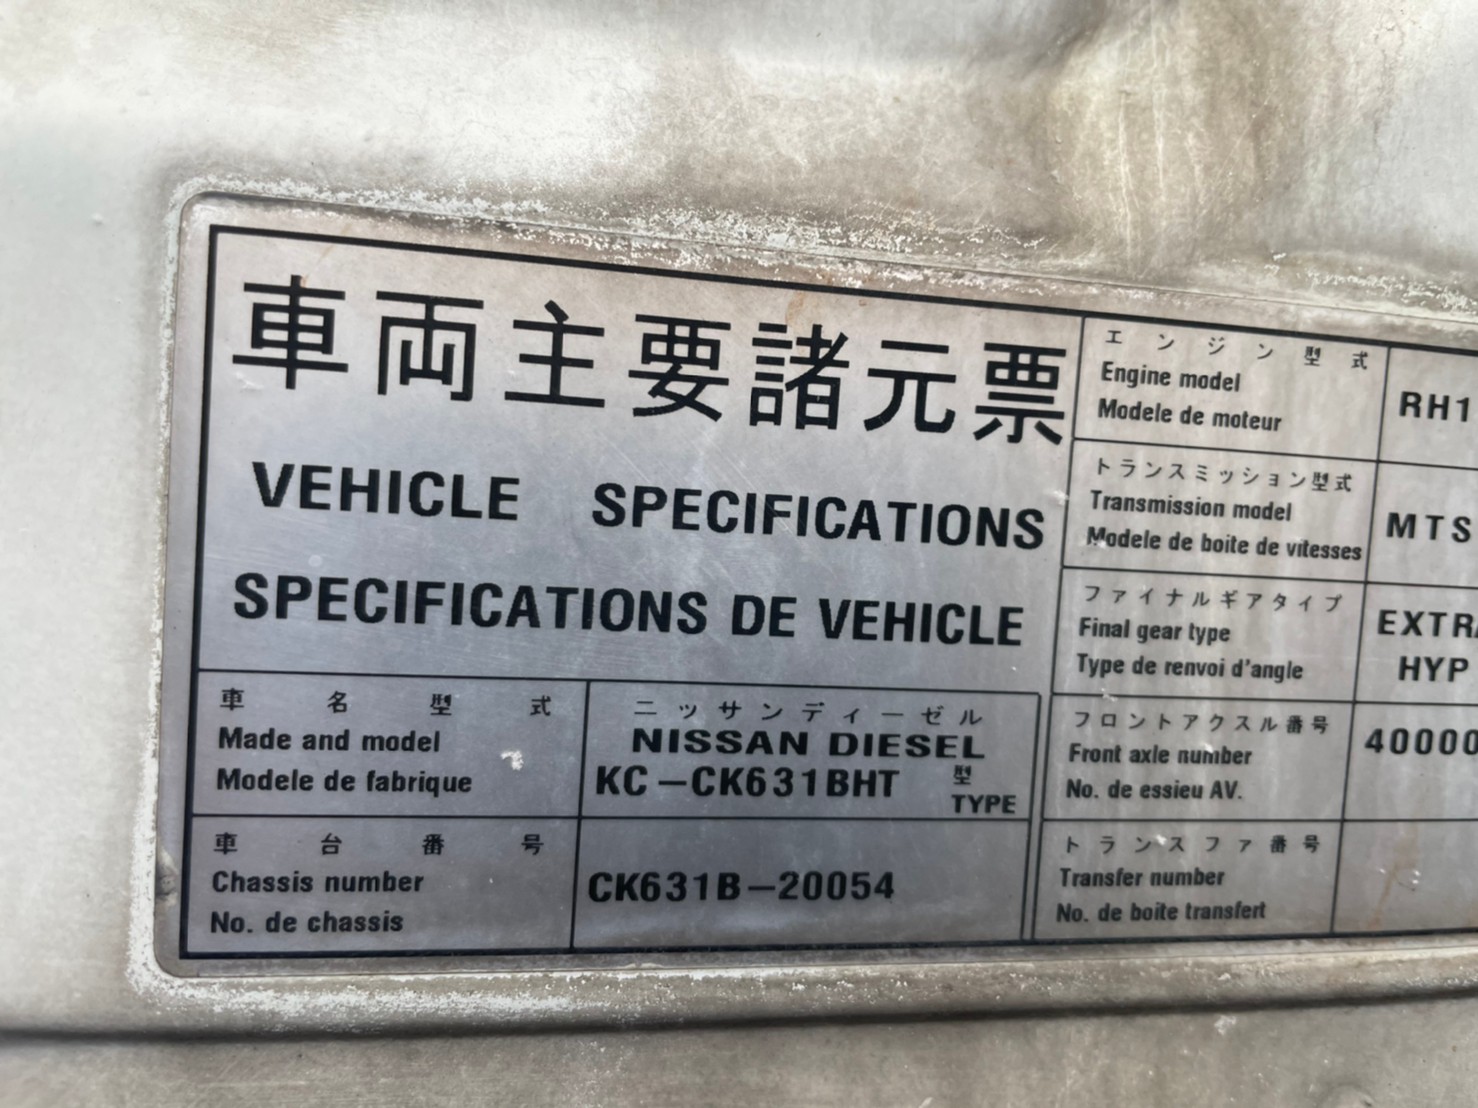 車両主要諸元票
VEHICLE SPECIFICATIONS
SPECIFICATIONS DE VEHICLE
車名型式
Made and model
Modele de fabrique
ニッサンディーゼル
NISSAN DIESEL
KC-CK631BHT 型
TYPE
車台番号
Chassis number
No. de chassis
CK631B-20054
エンジン型式
Engine model
Modele de moteur
RH1
トランスミッション型式
Transmission model
Modele de boite de vitesses
MTS
ファイナルギアタイプ
Final gear type
Type de renvoi d'angle
EXTRA
HYP
フロントアクスル番号
Front axle number
No. de essieu AV.
40000
トランスファ番号
Transfer number
No. de boite transfert